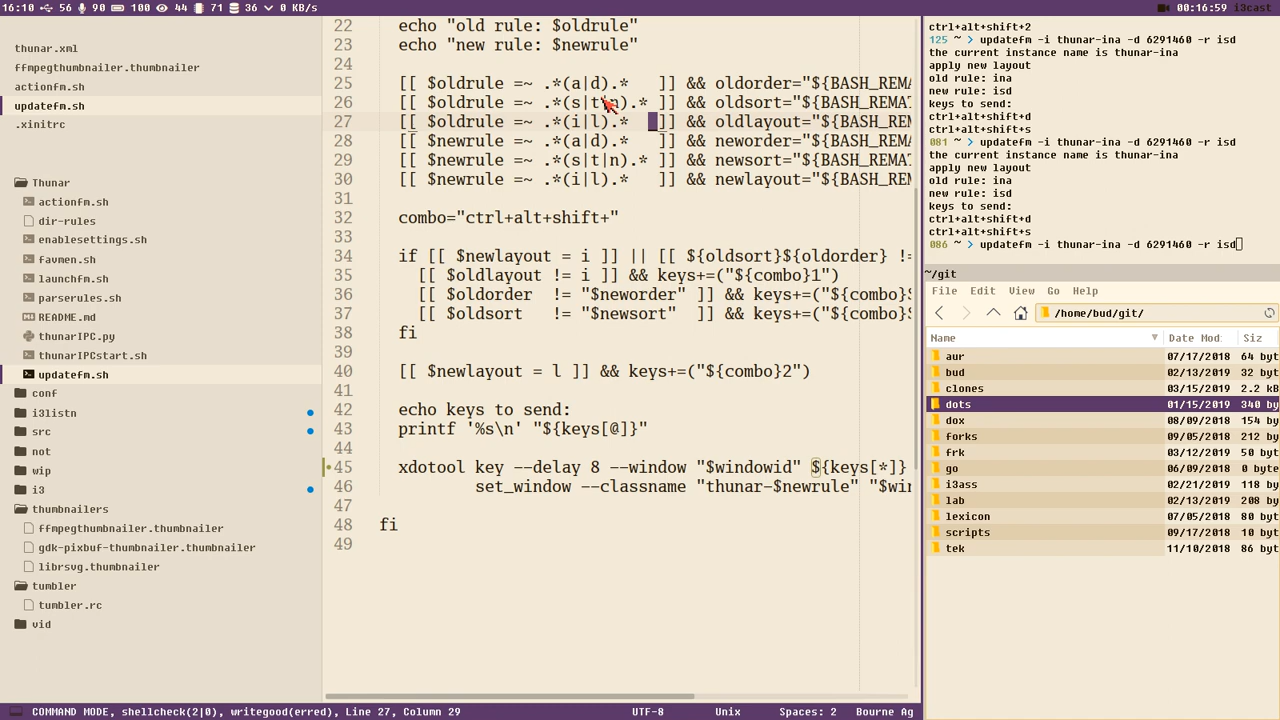 16:10 56 90 100 44 71 36 0 KB/s
00:16:59 i3cast
thunar.xml
ffmpegthumbnailer.thumbnailer
actionfm.sh
updatefm.sh
.xinitrc
Thunar
actionfm.sh
dir-rules
enablesettings.sh
favmen.sh
launchfm.sh
parserules.sh
README.md
thunarIPC.py
thunarIPCstart.sh
updatefm.sh
conf
i3listn
src
not
wip
i3
thumbnailers
ffmpegthumbnailer.thumbnailer
gdk-pixbuf-thumbnailer.thumbnailer
librsvg.thumbnailer
tumbler
tumbler.rc
vid
22 echo "old rule: $oldrule"
23 echo "new rule: $newrule"
24
25 [[ $oldrule =~ .*(a|d).* ]] && oldorder="${BASH_REMA
26 [[ $oldrule =~ .*(s|t|n).* ]] && oldsort="${BASH_REMAT
27 [[ $oldrule =~ .*(i|l).* ]] && oldlayout="${BASH_REM
28 [[ $newrule =~ .*(a|d).* ]] && neworder="${BASH_REMA
29 [[ $newrule =~ .*(s|t|n).* ]] && newsort="${BASH_REMAT
30 [[ $newrule =~ .*(i|l).* ]] && newlayout="${BASH_REM
31
32 combo="ctrl+alt+shift+"
33
34 if [[ $newlayout = i ]] || [[ ${oldsort}${oldorder} !=
35 [[ $oldlayout != i ]] && keys+=("${combo}1")
36 [[ $oldorder != "$neworder" ]] && keys+=("${combo}$
37 [[ $oldsort != "$newsort" ]] && keys+=("${combo}$
38 fi
39
40 [[ $newlayout = l ]] && keys+=("${combo}2")
41
42 echo keys to send:
43 printf '%s\n' "${keys[@]}"
44
45 xdotool key --delay 8 --window "$windowid" ${keys[*]}
46 set_window --classname "thunar-$newrule" "$win
47
48 fi
49
ctrl+alt+shift+2
125 ~ > updatefm -i thunar-ina -d 6291460 -r isd
the current instance name is thunar-ina
apply new layout
old rule: ina
new rule: isd
keys to send:
ctrl+alt+shift+d
ctrl+alt+shift+s
081 ~ > updatefm -i thunar-ina -d 6291460 -r isd
the current instance name is thunar-ina
apply new layout
old rule: ina
new rule: isd
keys to send:
ctrl+alt+shift+d
ctrl+alt+shift+s
086 ~ > updatefm -i thunar-ina -d 6291460 -r isd
~/git
File Edit View Go Help
/home/bud/git/
Name Date Mod: Siz
aur 07/17/2018 64 byt
bud 02/13/2019 32 byt
clones 03/15/2019 2.2 kB
dots 01/15/2019 340 by
dox 08/09/2018 154 by
forks 09/05/2018 212 by
frk 09/05/2018 50 byt
go 06/09/2018 0 byte
i3ass 02/21/2019 118 by
lab 02/13/2019 208 by
lexicon 07/05/2018 80 byt
scripts 09/17/2018 10 byt
tek 11/10/2018 86 byt
COMMAND MODE, shellcheck(2|0), writegood(erred), Line 27, Column 29 UTF-8 Unix Spaces: 2 Bourne Ag